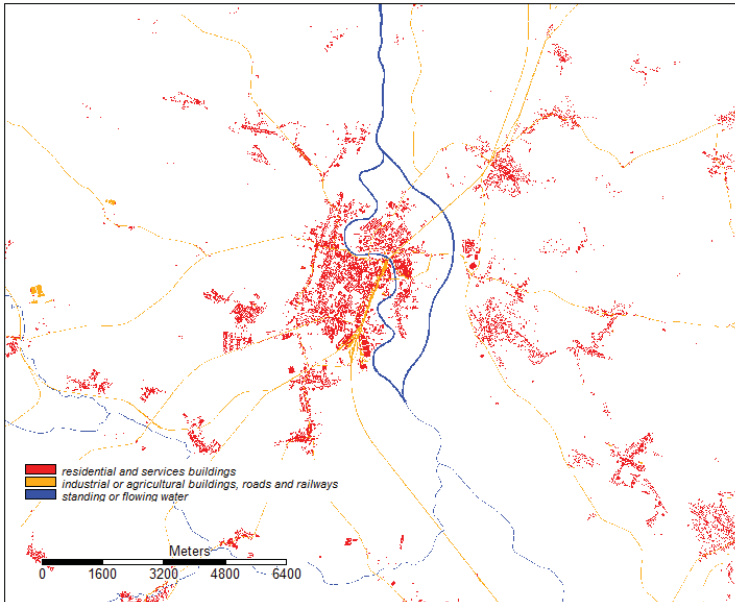 residential and services buildings
industrial or agricultural buildings, roads and railways
standing or flowing water
Meters
0 1600 3200 4800 6400